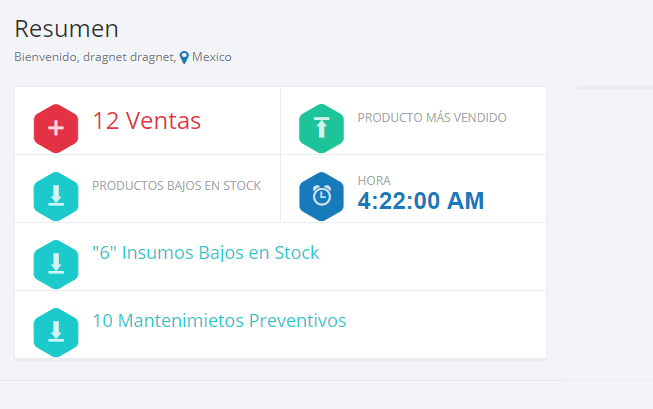 Resumen
Bienvenido, dragnet dragnet, Mexico
12 Ventas
PRODUCTO MÁS VENDIDO
PRODUCTOS BAJOS EN STOCK
HORA
4:22:00 AM
"6" Insumos Bajos en Stock
10 Mantenimietos Preventivos